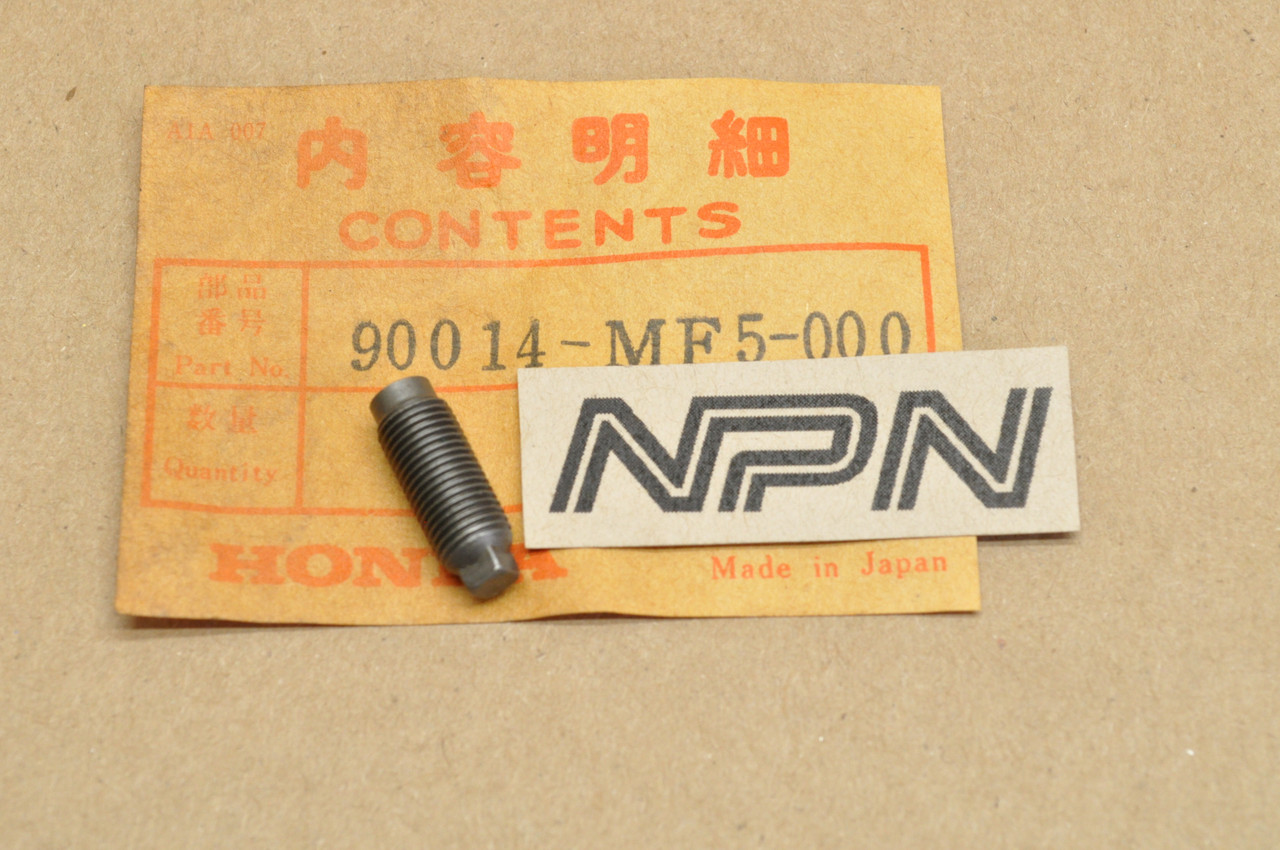 A1A 007
内容明細
CONTENTS
部品
番号
Part No.
90014-MF5-000
数量
Quantity
NPN
HONDA
Made in Japan